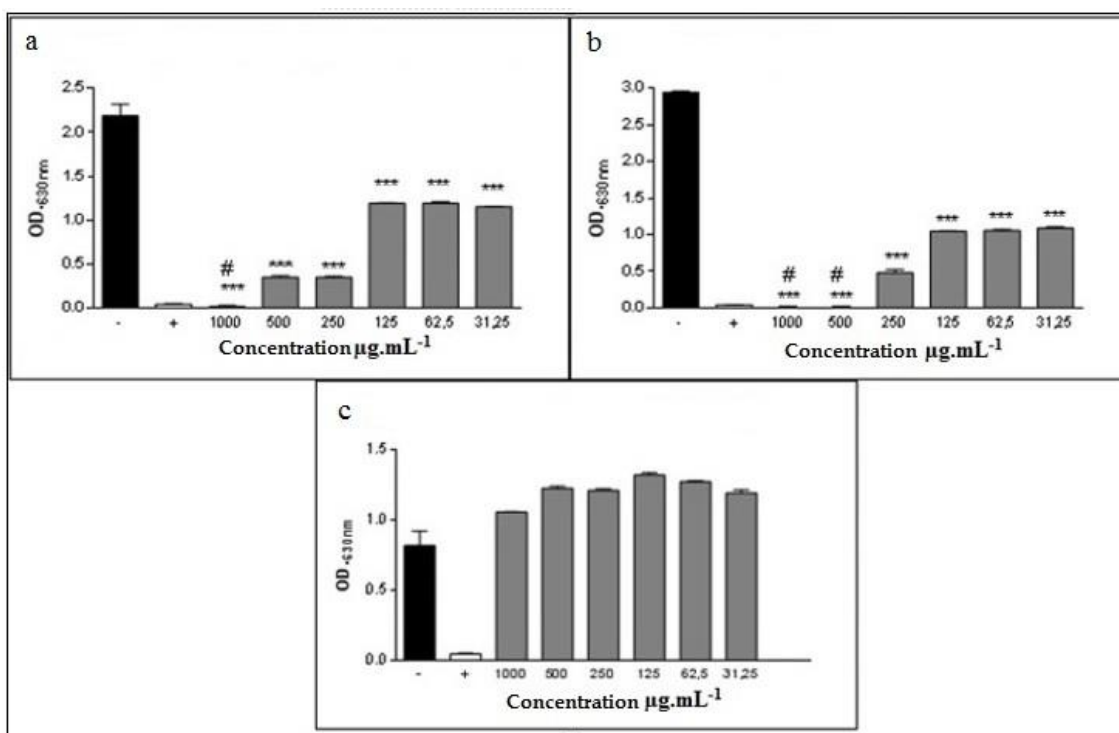 a
2.5
2.0
1.5
1.0
0.5
0.0
OD-630nm
*** *** ***
# *** ***
***
- + 1000 500 250 125 62,5 31,25
Concentration µg.mL-1
b
3.0
2.5
2.0
1.5
1.0
0.5
0.0
OD-630nm
*** *** ***
***
# #
*** ***
- + 1000 500 250 125 62,5 31,25
Concentration µg.mL-1
c
1.5
1.0
0.5
0.0
OD-630nm
- + 1000 500 250 125 62,5 31,25
Concentration µg.mL-1